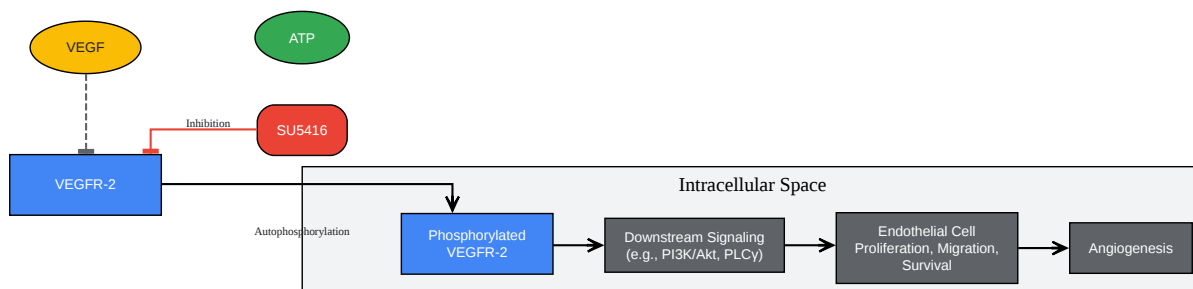 VEGF
ATP
Inhibition
SU5416
VEGFR-2
Intracellular Space
Autophosphorylation
Phosphorylated
VEGFR-2
Downstream Signaling
(e.g., PI3K/Akt, PLCγ)
Endothelial Cell
Proliferation, Migration,
Survival
Angiogenesis